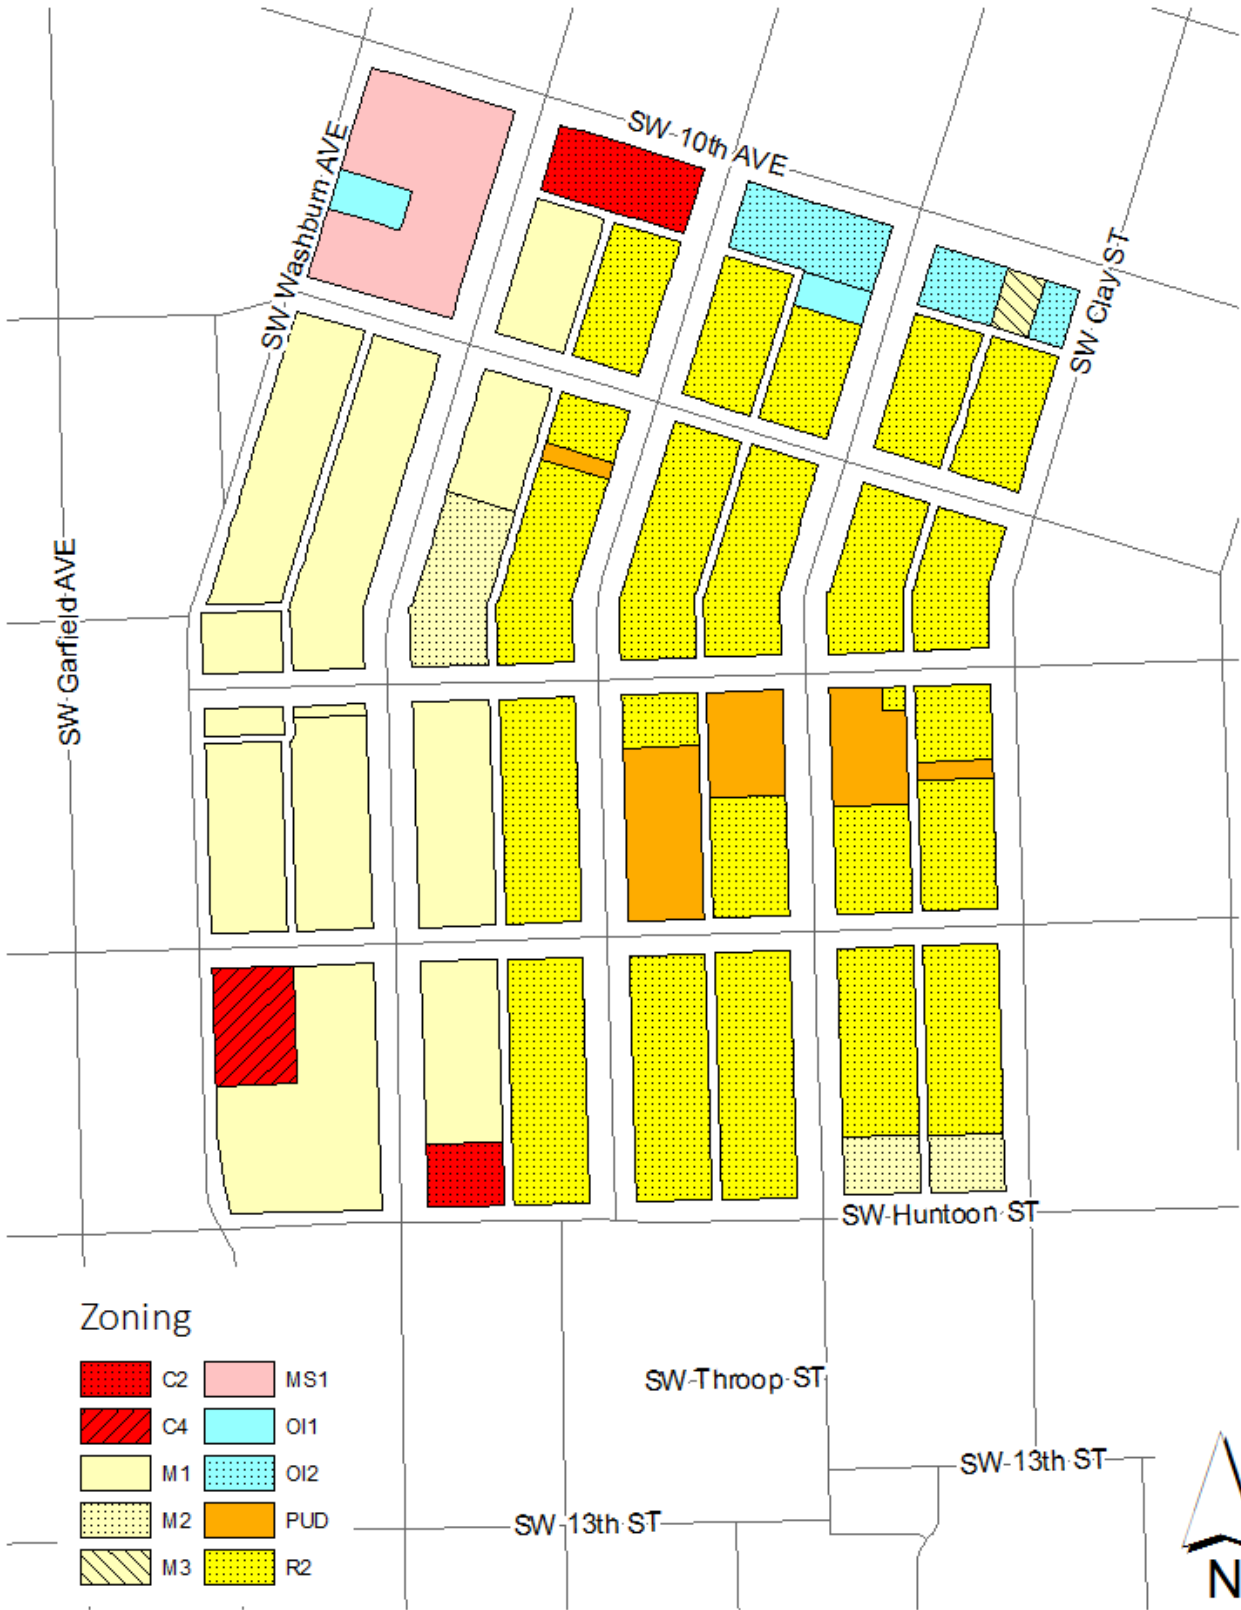 SW 10th AVE
SW Washburn AVE
SW Clay ST
SW Garfield AVE
SW Huntoon ST
Zoning
C2
MS1
C4
OI1
M1
OI2
M2
PUD
M3
R2
SW Throop ST
SW 13th ST
SW 13th ST
N